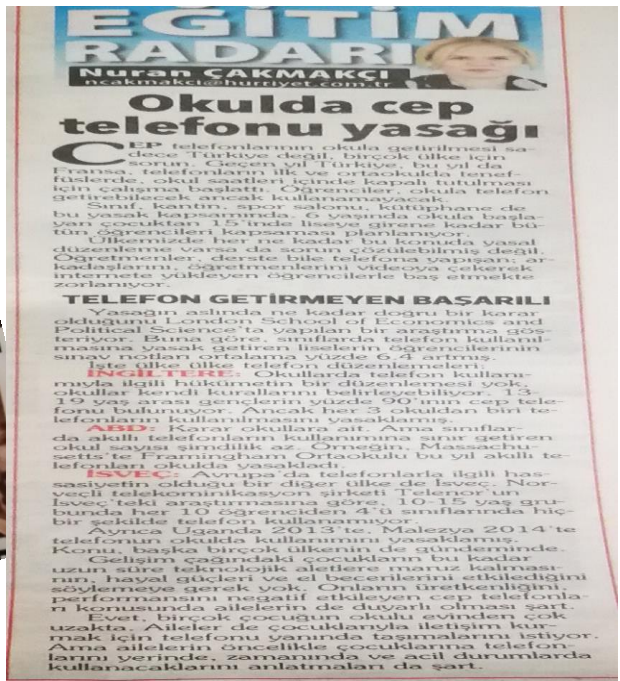 EĞİTİM
RADARI
Nuran ÇAKMAKÇI
ncakmakci@hurriyet.com.tr
Okulda cep
telefonu yasağı
CEP telefonlarının okula getirilmesi sa-
dece Türkiye değil, birçok ülke için
sorun. Geçen yıl Türkiye, bu yıl da
Fransa, telefonların ilk ve ortaokulda tenef-
füslerde, okul saatleri içinde kapalı tutulması
için çalışma başlattı. Öğrenciler, okula telefon
getirebilecek ancak kullanamayacak.
Sınıf, kantin, spor salonu, kütüphane de
bu yasak kapsamında. 6 yaşında okula başla-
yan çocuktan 15'inde liseye girene kadar bü-
tün öğrencileri kapsaması planlanıyor.
Ülkemizde her ne kadar bu konuda yasal
düzenleme varsa da sorun çözülebilmiş değil.
Öğretmenler, derste bile telefona yapışan; ar-
kadaşlarını, öğretmenlerini videoya çekerek
internete yükleyen öğrencilerle baş etmekte
zorlanıyor.
TELEFON GETİRMEYEN BAŞARILI
Yasağın aslında ne kadar doğru bir karar
olduğunu London School of Economics and
Political Science'ta yapılan bir araştırma gös-
teriyor. Buna göre, sınıflarda telefon kullanıl-
masına yasak getiren liselerin öğrencilerinin
sınav notları ortalama yüzde 6.4 artmış.
İşte ülke ülke telefon düzenlemeleri;
İNGİLTERE: Okullarda telefon kullanı-
mıyla ilgili hükümetin bir düzenlemesi yok,
okullar kendi kurallarını belirleyebiliyor. 13-
19 yaş arası gençlerin yüzde 90'ının cep tele-
fonu bulunuyor. Ancak her 3 okuldan biri te-
lefonların kullanılmasını yasaklamış.
ABD: Karar okullara ait. Ama sınıflar-
da akıllı telefonların kullanımına sınır getiren
okul sayısı şimdilik az. Örneğin, Massachu-
setts'te Framingham Ortaokulu bu yıl akıllı te-
lefonları okulda yasakladı.
İSVEÇ: Avrupa'da telefonlarla ilgili has-
sasiyetin olduğu bir diğer ülke de İsveç. Nor-
veçli telekominikasyon şirketi Telenor'un
İsveç'teki araştırmasına göre, 10-15 yaş gru-
bunda her 10 öğrenciden 4'ü sınıflarında hiç-
bir şekilde telefon kullanamıyor.
Ayrıca Uganda 2013'te, Malezya 2014'te
telefonun okulda kullanımını yasaklamış.
Konu, başka birçok ülkenin de gündeminde.
Gelişim çağındaki çocukların bu kadar
uzun süre teknolojik aletlere maruz kalması-
nın, hayal güçleri ve el becerilerini etkilediğini
söylemeye gerek yok. Onların üretkenliğini
performansını negatif etkileyen cep telefonla-
rı konusunda ailelerin de duyarlı olması şart.
Evet, birçok çocuğun okulu evinden çok
uzakta. Aileler de çocuklarıyla iletişim kur-
mak için telefonu yanında taşımalarını istiyor.
Ama ailelerin öncelikle çocuklarına telefon-
larını yerinde, zamanında ve acil durumlarda
kullanacaklarını anlatmaları da şart.